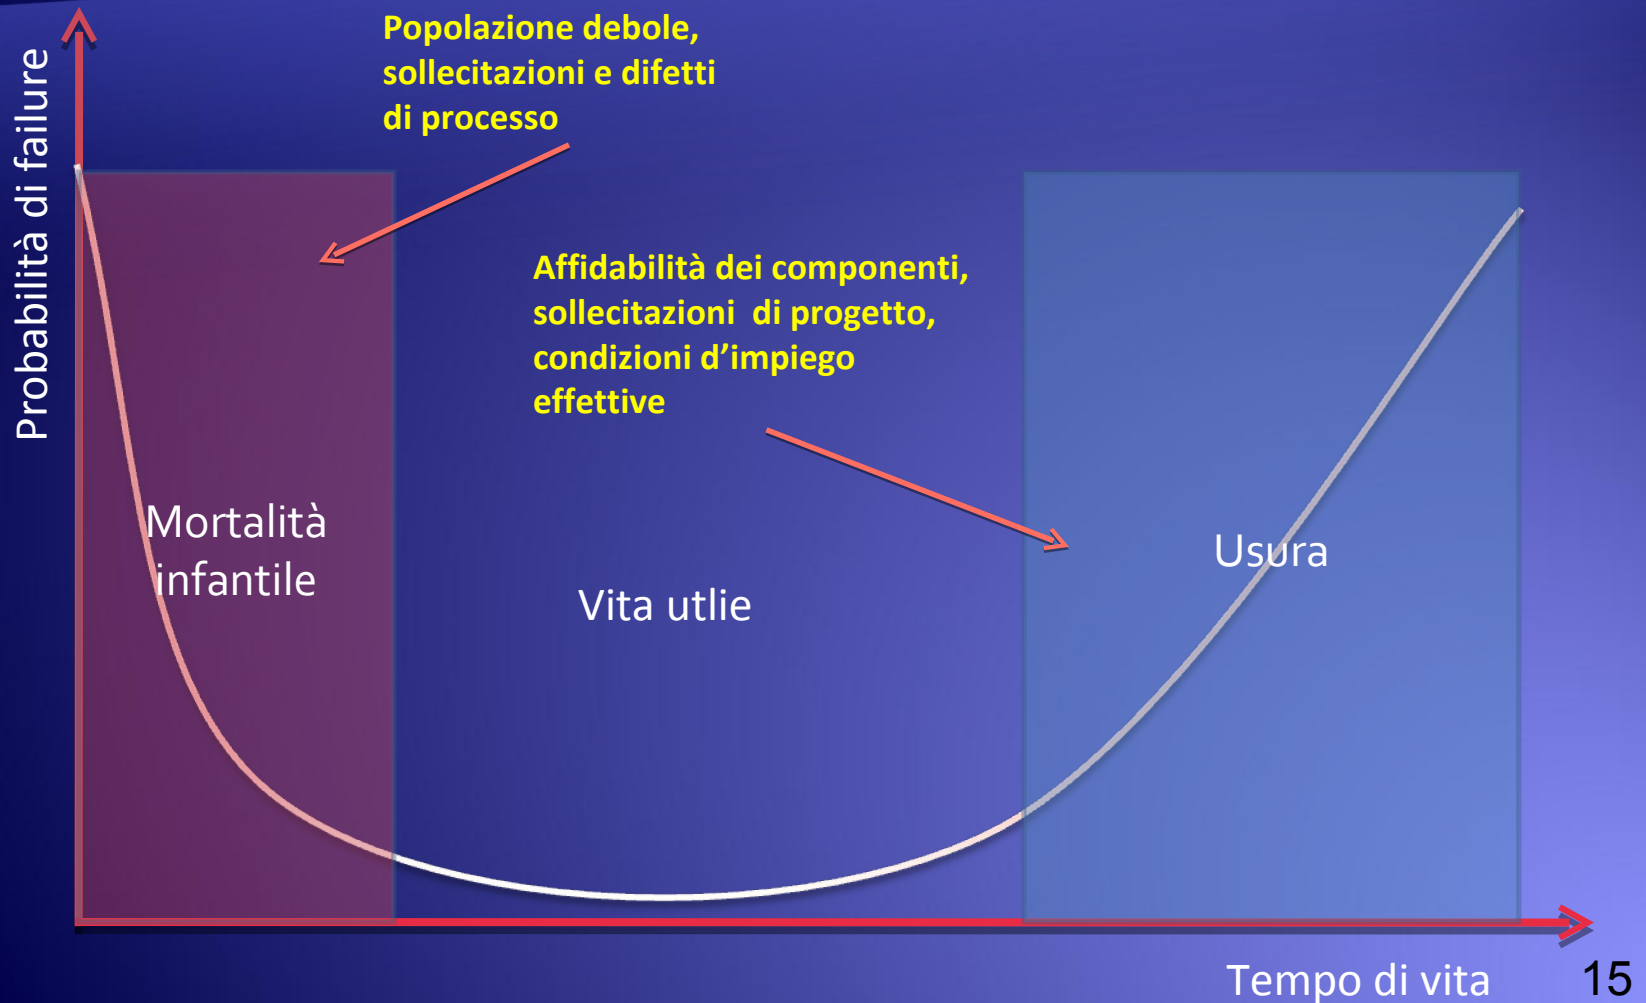 Probabilità di failure
Popolazione debole,
sollecitazioni e difetti
di processo
Affidabilità dei componenti,
sollecitazioni  di progetto,
condizioni d’impiego
effettive
Mortalità
infantile
Vita utlie
Usura
Tempo di vita
15